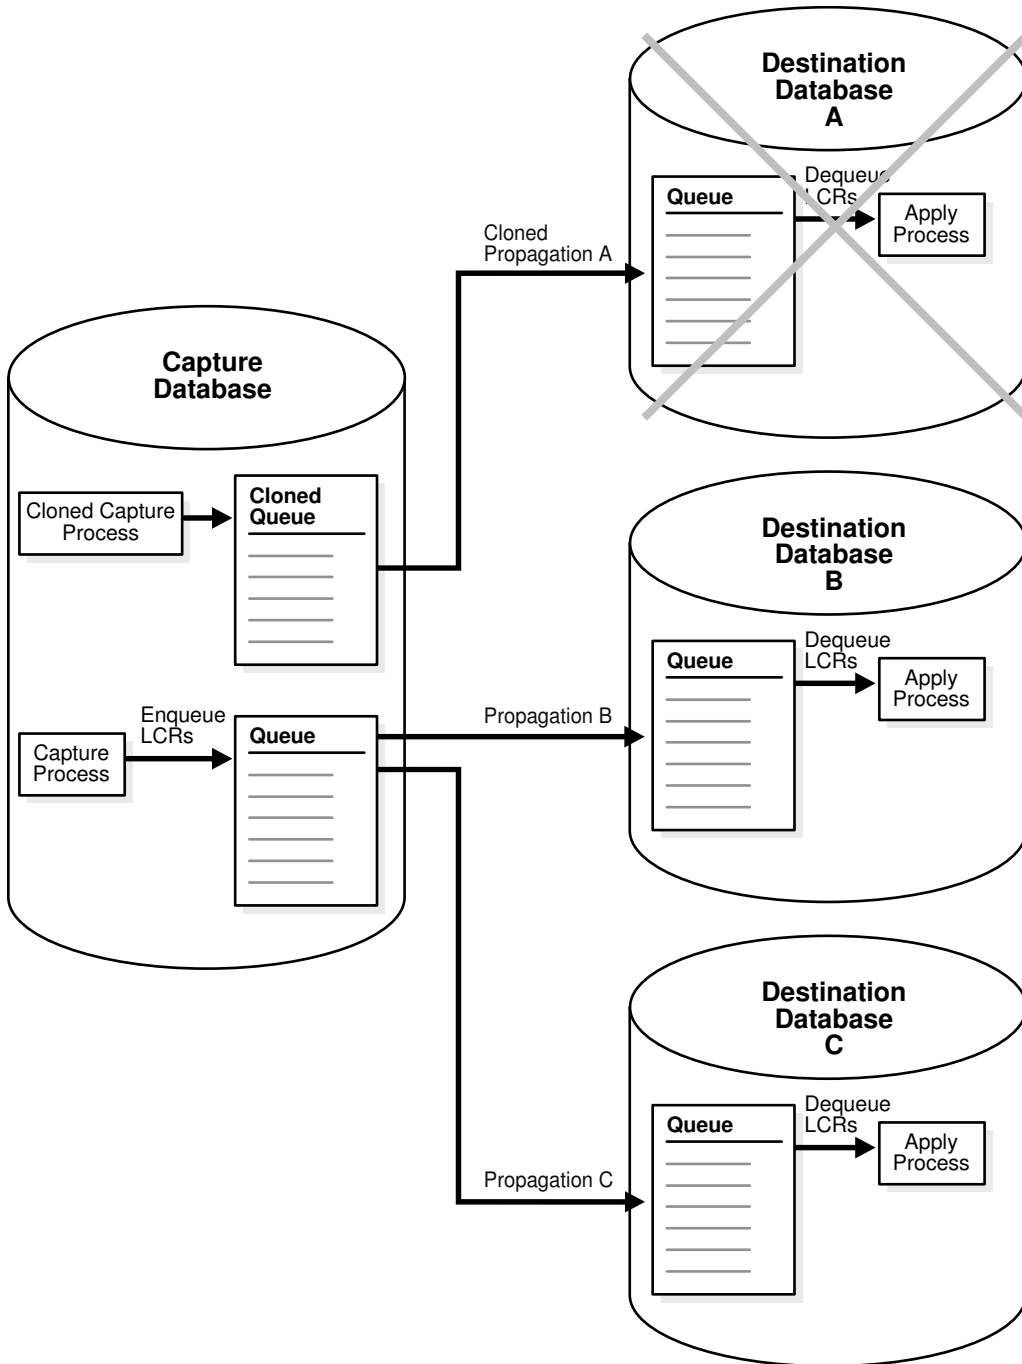 Destination
Database
A
Dequeue
LCRs
Queue
Apply
Process
Cloned
Propagation A
Capture
Database
Cloned Capture
Process
Cloned
Queue
Destination
Database
B
Dequeue
LCRs
Queue
Apply
Process
Enqueue
LCRs
Propagation B
Queue
Capture
Process
Destination
Database
C
Dequeue
LCRs
Queue
Apply
Process
Propagation C